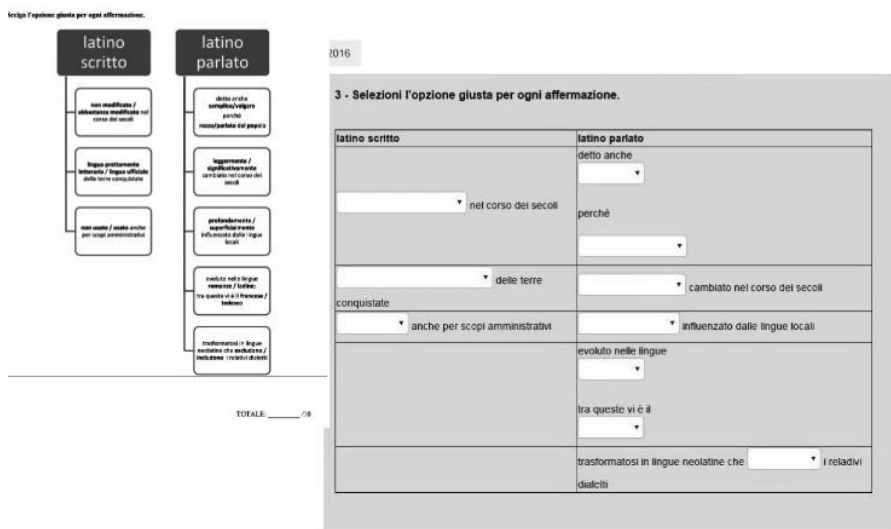 Scelga l'opzione giusta per ogni affermazione.
latino
scritto
non modificato /
abbastanza modificato nel
corso dei secoli
lingua prettamente
letteraria / lingua ufficiale
delle terre conquistate
non usato / usato anche
per scopi amministrativi
latino
parlato
detto anche
semplice/volgare
perché
rozzo/parlato dal popolo
leggermente /
significativamente
cambiato nel corso dei
secoli
profondamente /
superficialmente
influenzato dalle lingue
locali
evoluto nelle lingue
romanze / latine;
tra queste vi è il francese /
tedesco
trasformatosi in lingue
neolatine che escludono /
includono i relativi dialetti
TOTALE: ________ /10
2016
3 - Selezioni l'opzione giusta per ogni affermazione.
latino scritto
latino parlato
nel corso dei secoli
detto anche
perché
delle terre
conquistate
cambiato nel corso dei secoli
anche per scopi amministrativi
influenzato dalle lingue locali
evoluto nelle lingue
tra queste vi è il
trasformatosi in lingue neolatine che i reladivi
dialetti